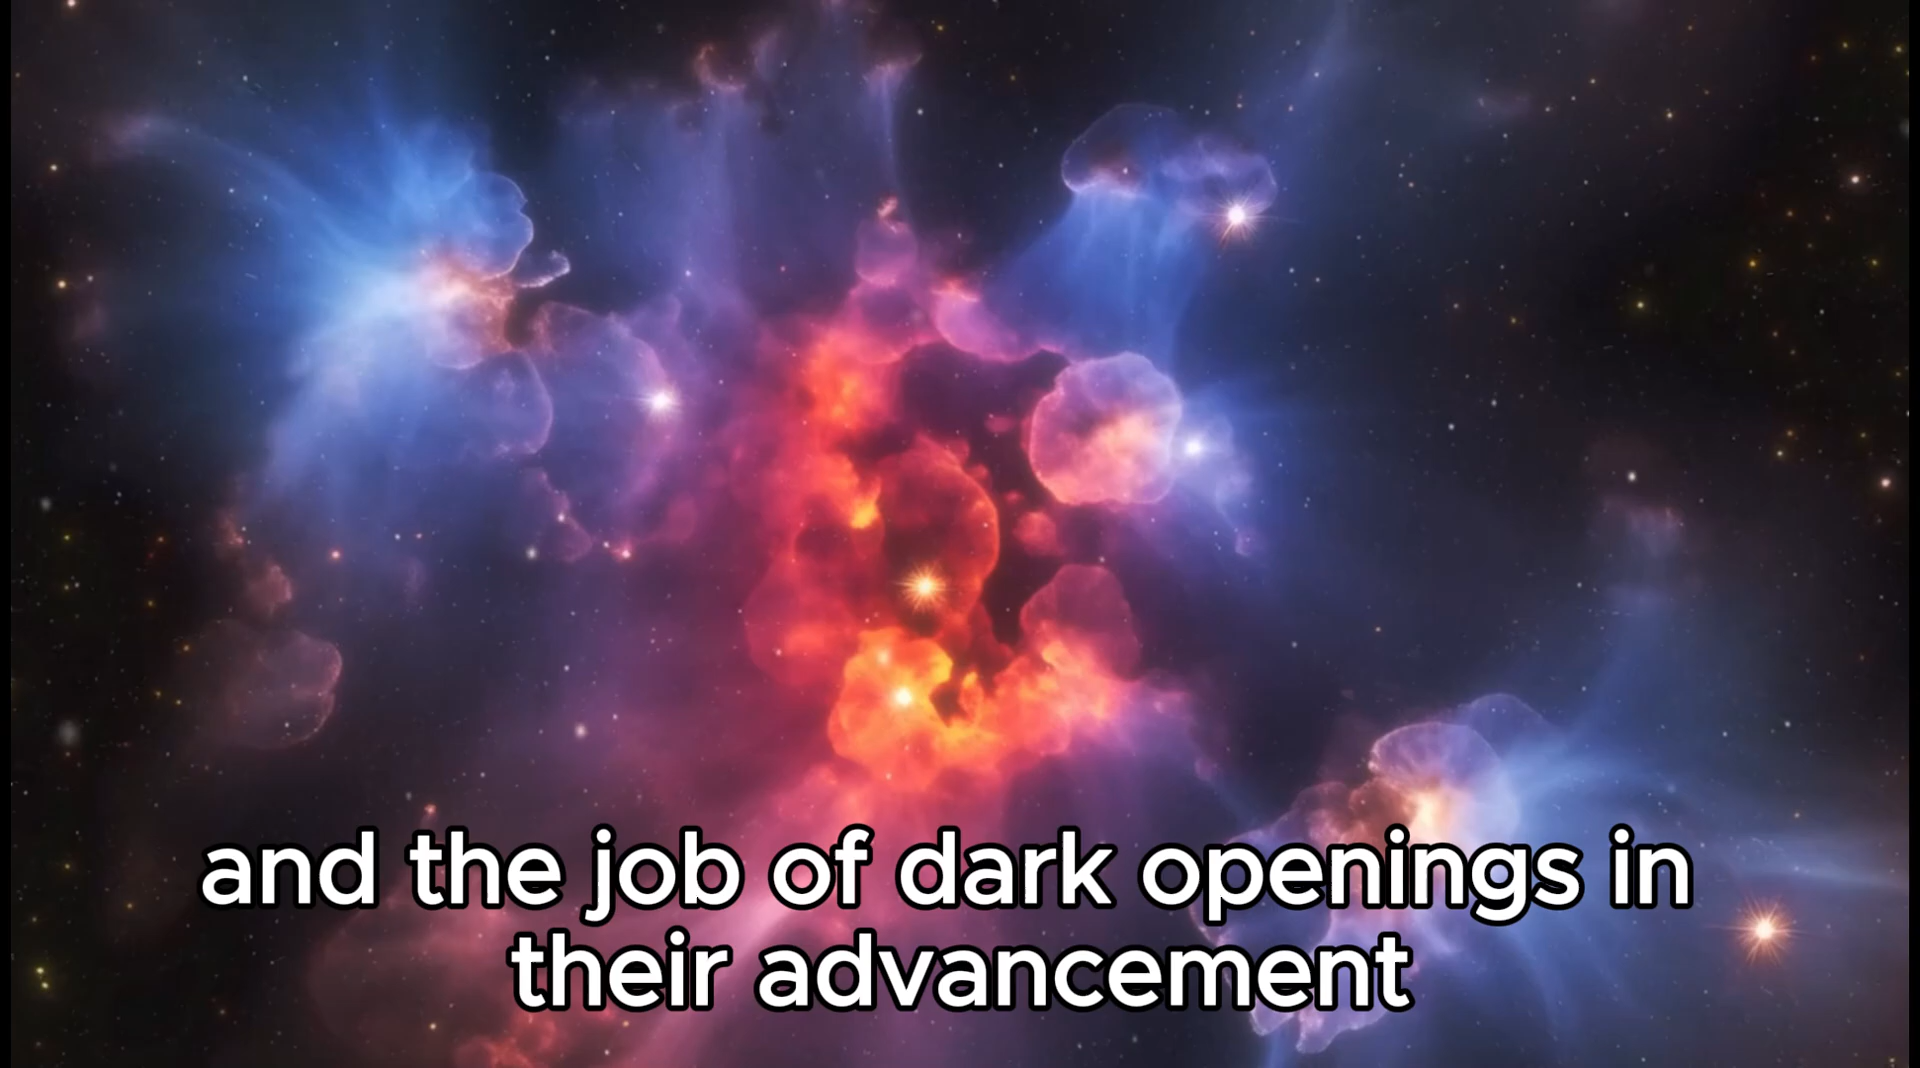 and the job of dark openings in
their advancement